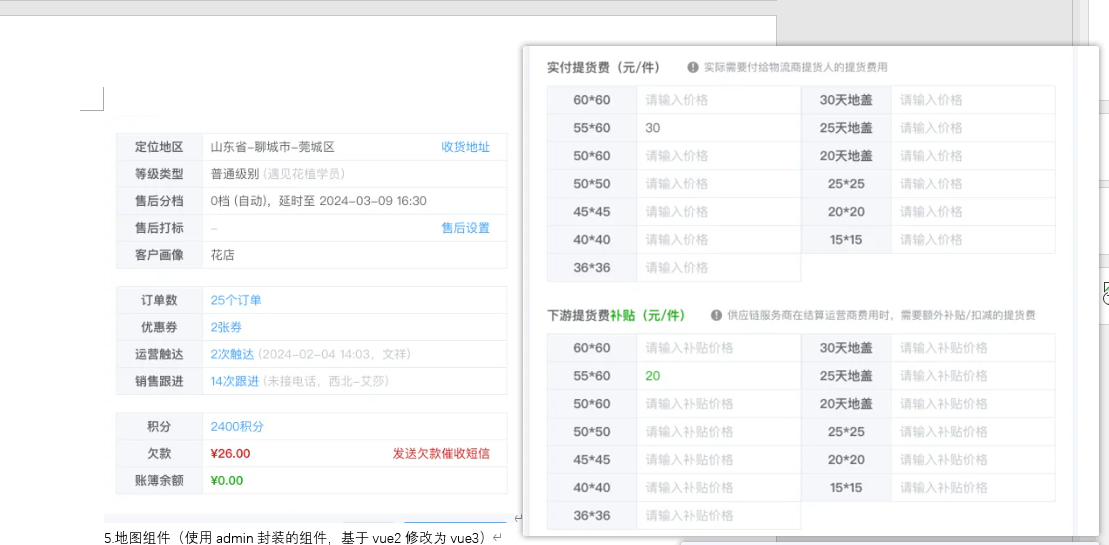 定位地区 山东省-聊城市-莞城区 收货地址
等级类型 普通级别 (遇见花植学员)
售后分档 0档 (自动)，延时至 2024-03-09 16:30
售后打标 – 售后设置
客户画像 花店
订单数 25个订单
优惠券 2张券
运营触达 2次触达 (2024-02-04 14:03，文祥)
销售跟进 14次跟进 (未接电话，西北-艾莎)
积分 2400积分
欠款 ¥26.00 发送欠款催收短信
账簿余额 ¥0.00
5.地图组件（使用 admin 封装的组件，基于 vue2 修改为 vue3）
实付提货费（元/件） 实际需要付给物流商提货人的提货费用
60*60 请输入价格 30天地盖 请输入价格
55*60 30 25天地盖 请输入价格
50*60 请输入价格 20天地盖 请输入价格
50*50 请输入价格 25*25 请输入价格
45*45 请输入价格 20*20 请输入价格
40*40 请输入价格 15*15 请输入价格
36*36 请输入价格
下游提货费补贴（元/件） 供应链服务商在结算运营商费用时，需要额外补贴/扣减的提货费
60*60 请输入补贴价格 30天地盖 请输入补贴价格
55*60 20 25天地盖 请输入补贴价格
50*60 请输入补贴价格 20天地盖 请输入补贴价格
50*50 请输入补贴价格 25*25 请输入补贴价格
45*45 请输入补贴价格 20*20 请输入补贴价格
40*40 请输入补贴价格 15*15 请输入补贴价格
36*36 请输入补贴价格